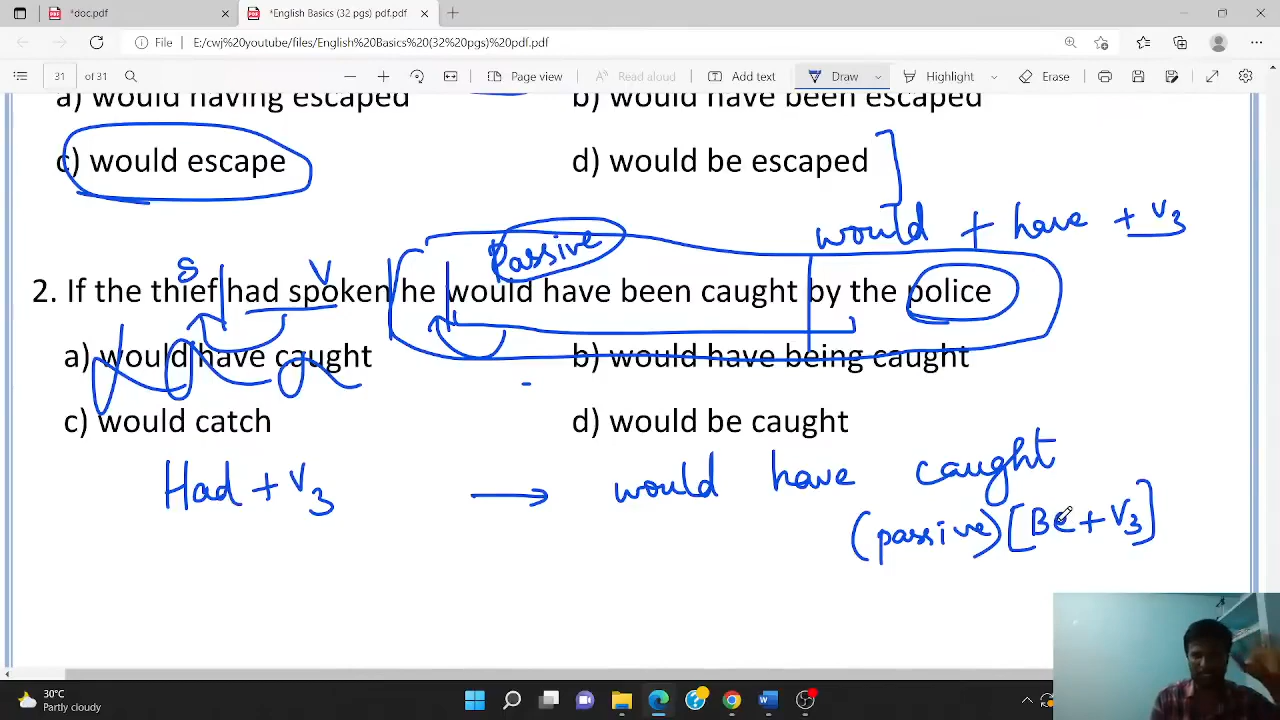 *doc.pdf
*English Basics (32 pgs) pdf.pdf
File
E:/cwj%20youtube/files/English%20Basics(32%20pgs)%20pdf.pdf
31 of 31
Page view
Read aloud
Add text
Draw
Highlight
Erase
a) would having escaped b) would have been escaped
c) would escape d) would be escaped
would + have + V3
S V Passive
2. If the thief had spoken he would have been caught by the police
a) would have caught b) would have being caught
c) would catch d) would be caught
Had + V3 → would have caught
(passive) [BE + V3]
30°C
Partly cloudy